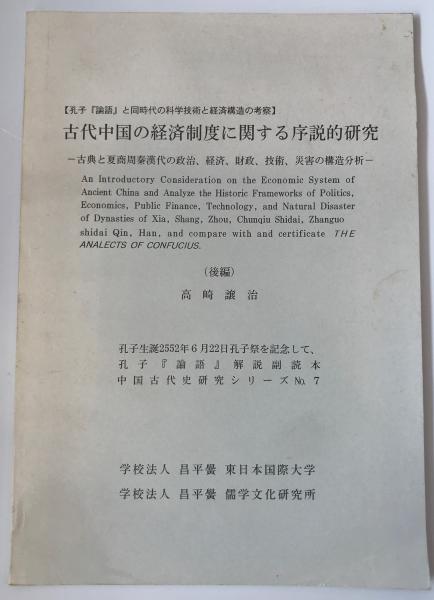 【孔子『論語』と同時代の科学技術と経済構造の考察】
古代中国の経済制度に関する序説的研究
－古典と夏商周秦漢代の政治、経済、財政、技術、災害の構造分析－
An Introductory Consideration on the Economic System of
Ancient China and Analyze the Historic Frameworks of Politics,
Economics, Public Finance, Technology, and Natural Disaster
of Dynasties of Xia, Shang, Zhou, Chunqiu Shidai, Zhanguo
shidai Qin, Han, and compare with and certificate THE
ANALECTS OF CONFUCIUS.
(後編)
高崎譲治
孔子生誕2552年6月22日孔子祭を記念して、
孔子『論語』解説副読本
中国古代史研究シリーズNo.7
学校法人 昌平黌 東日本国際大学
学校法人 昌平黌 儒学文化研究所